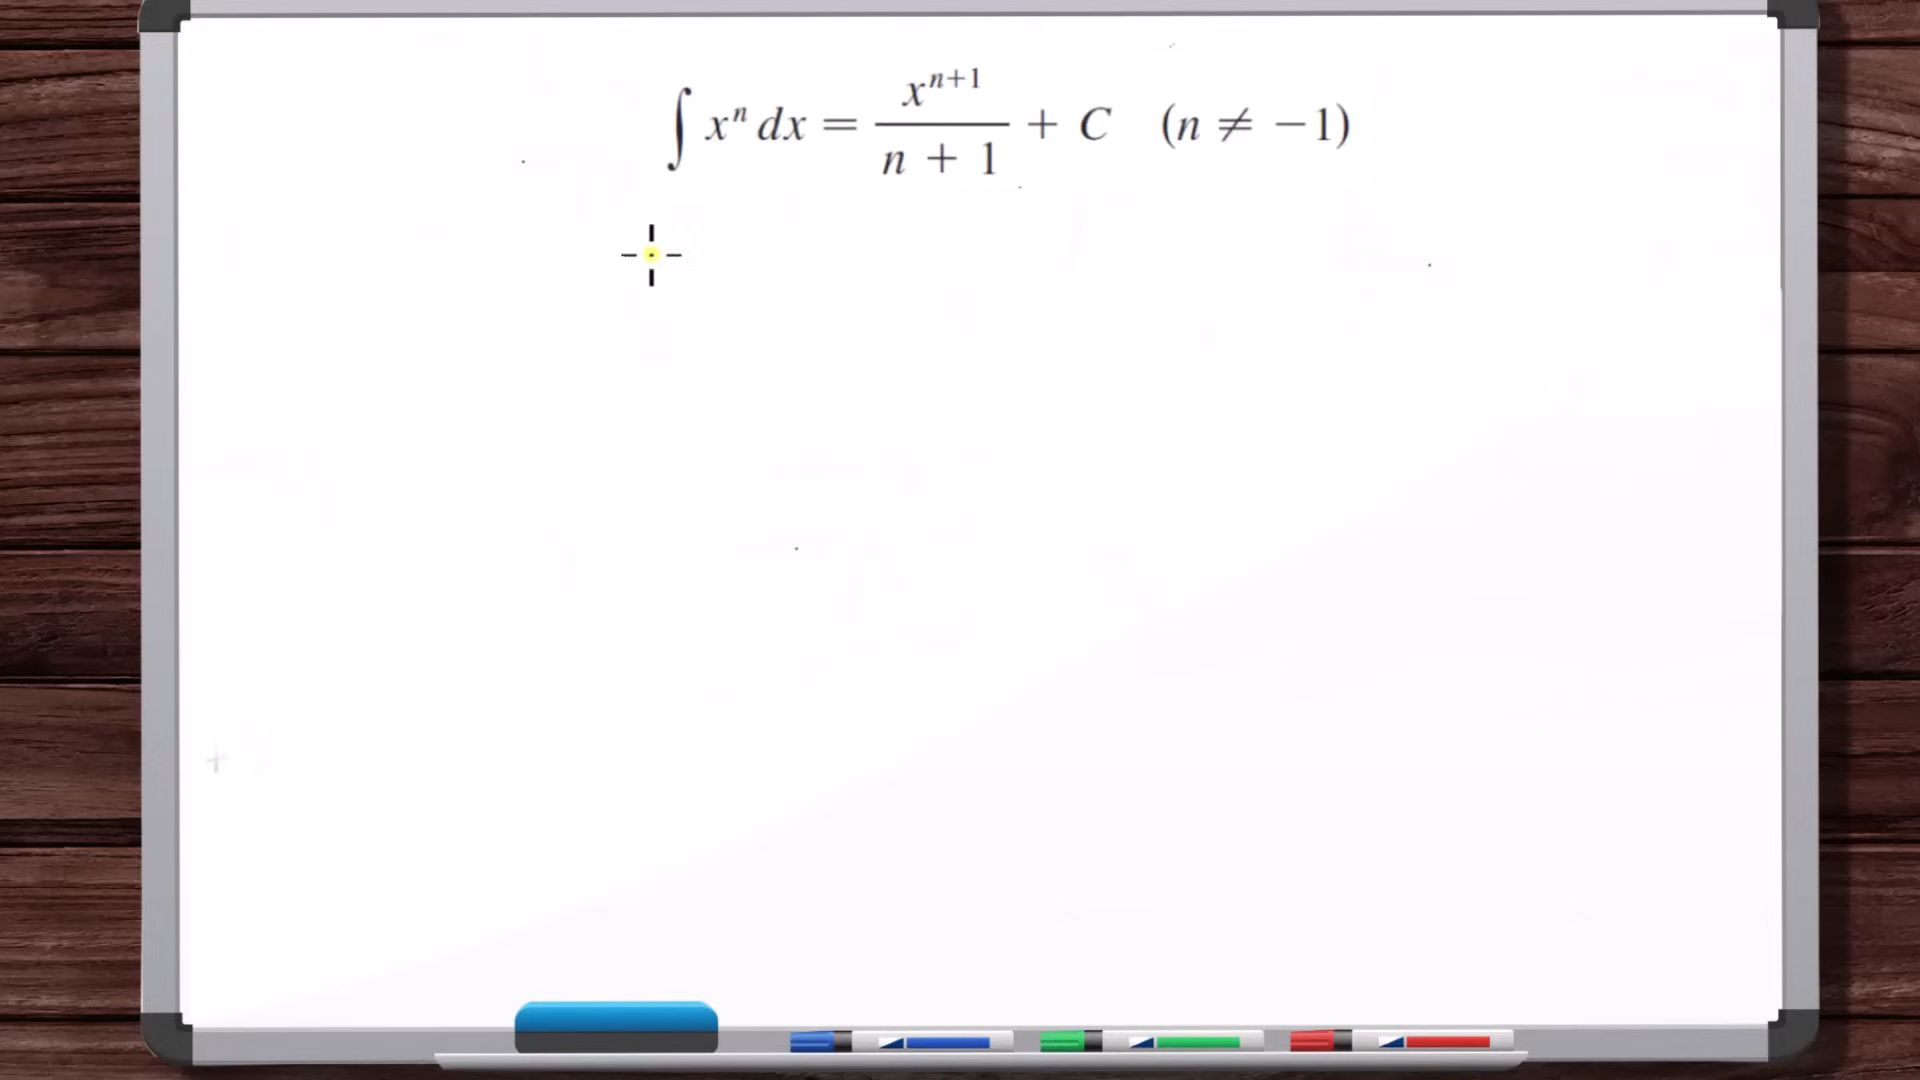 ∫ xⁿ dx = xⁿ⁺¹ / n + 1 + C (n ≠ −1)